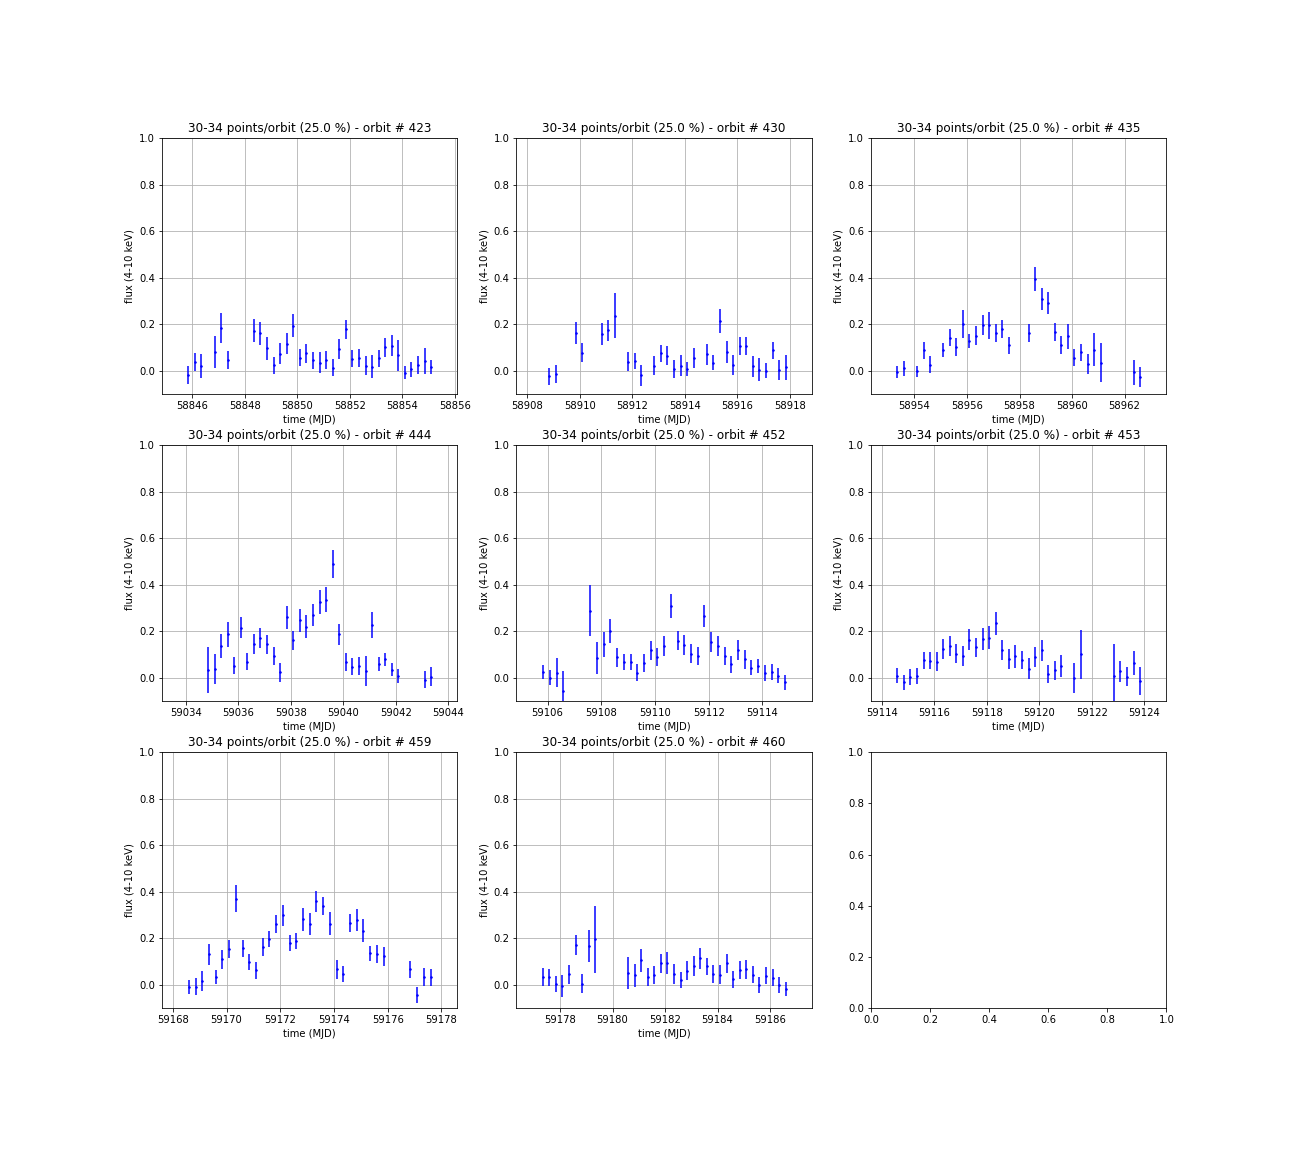 30-34 points/orbit (25.0 %) - orbit # 423
1.0
0.8
0.6
0.4
0.2
0.0
flux (4-10 keV)
58846 58848 58850 58852 58854 58856
time (MJD)
30-34 points/orbit (25.0 %) - orbit # 430
1.0
0.8
0.6
0.4
0.2
0.0
flux (4-10 keV)
58908 58910 58912 58914 58916 58918
time (MJD)
30-34 points/orbit (25.0 %) - orbit # 435
1.0
0.8
0.6
0.4
0.2
0.0
flux (4-10 keV)
58954 58956 58958 58960 58962
time (MJD)
30-34 points/orbit (25.0 %) - orbit # 444
1.0
0.8
0.6
0.4
0.2
0.0
flux (4-10 keV)
59034 59036 59038 59040 59042 59044
time (MJD)
30-34 points/orbit (25.0 %) - orbit # 452
1.0
0.8
0.6
0.4
0.2
0.0
flux (4-10 keV)
59106 59108 59110 59112 59114
time (MJD)
30-34 points/orbit (25.0 %) - orbit # 453
1.0
0.8
0.6
0.4
0.2
0.0
flux (4-10 keV)
59114 59116 59118 59120 59122 59124
time (MJD)
30-34 points/orbit (25.0 %) - orbit # 459
1.0
0.8
0.6
0.4
0.2
0.0
flux (4-10 keV)
59168 59170 59172 59174 59176 59178
time (MJD)
30-34 points/orbit (25.0 %) - orbit # 460
1.0
0.8
0.6
0.4
0.2
0.0
flux (4-10 keV)
59178 59180 59182 59184 59186
time (MJD)
1.0
0.8
0.6
0.4
0.2
0.0
0.0 0.2 0.4 0.6 0.8 1.0